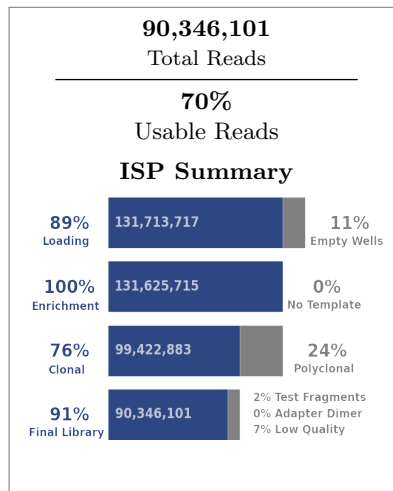 90,346,101
Total Reads
70%
Usable Reads
ISP Summary
89%
Loading
131,713,717
11%
Empty Wells
100%
Enrichment
131,625,715
0%
No Template
76%
Clonal
99,422,883
24%
Polyclonal
91%
Final Library
90,346,101
2% Test Fragments
0% Adapter Dimer
7% Low Quality